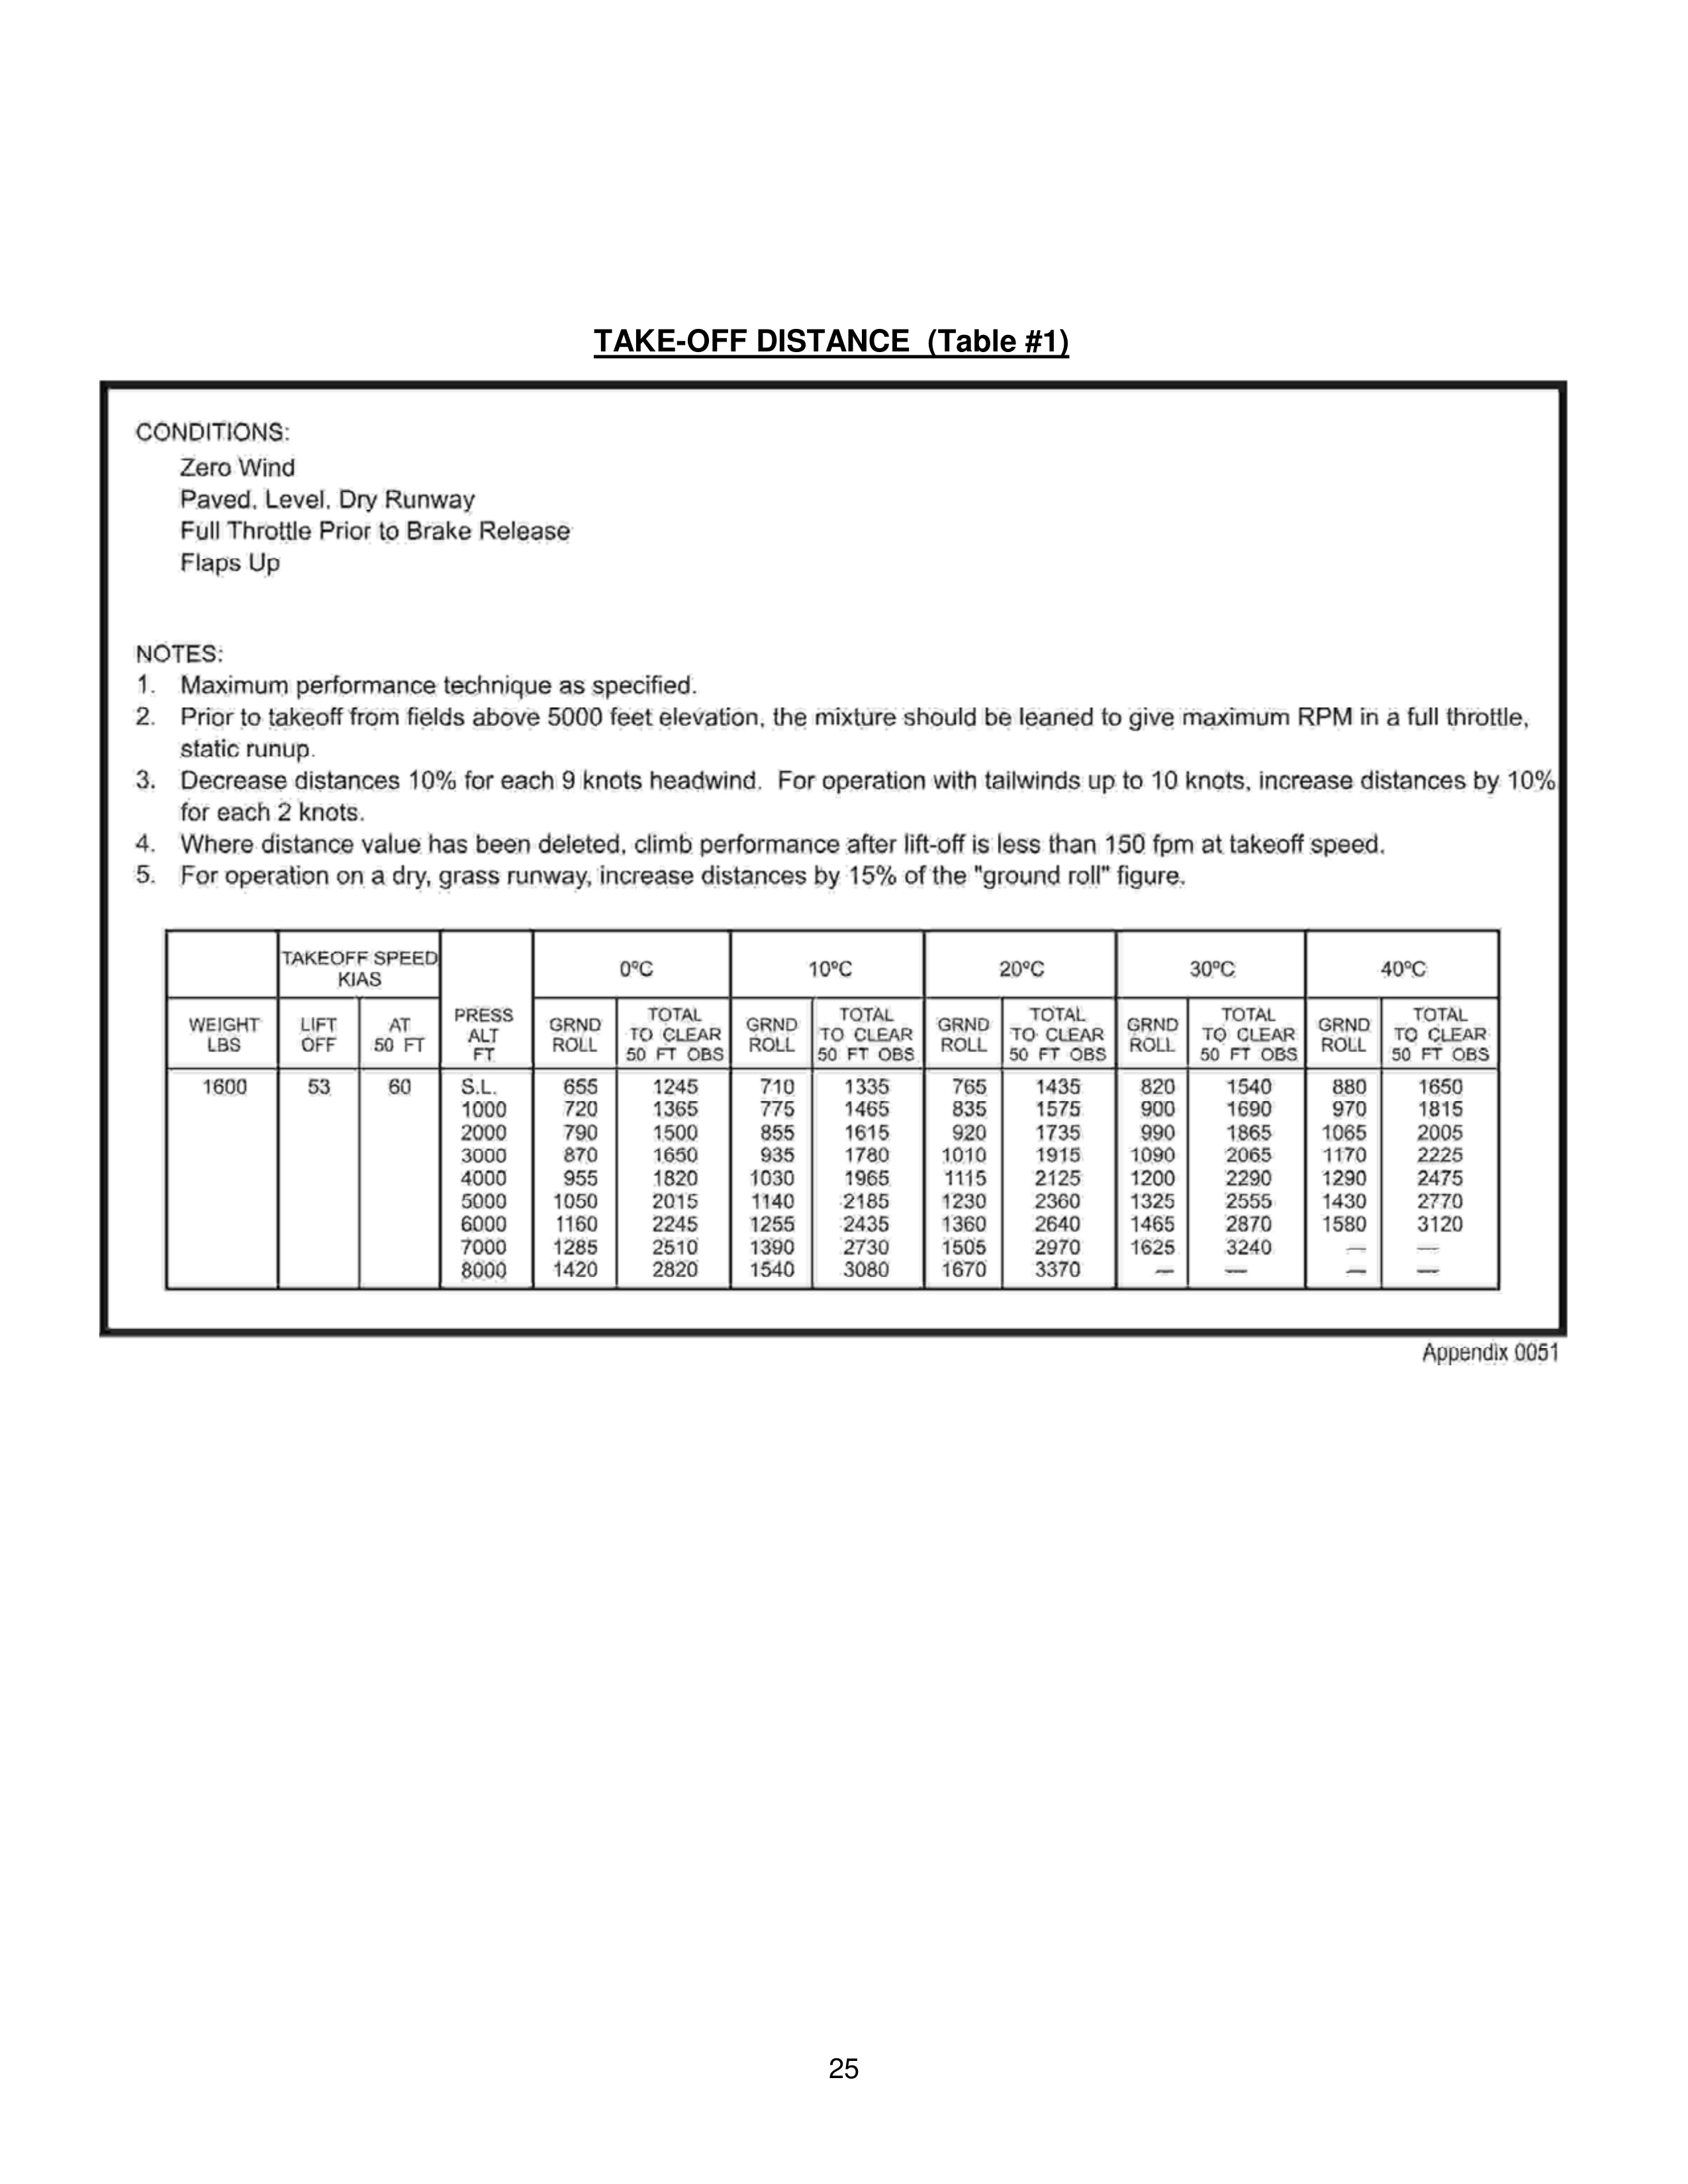 TAKE-OFF DISTANCE (Table #1)
CONDITIONS:
Zero Wind
Paved, Level, Dry Runway
Full Throttle Prior to Brake Release
Flaps Up
NOTES:
1. Maximum performance technique as specified.
2. Prior to takeoff from fields above 5000 feet elevation, the mixture should be leaned to give maximum RPM in a full throttle,
static runup.
3. Decrease distances 10% for each 9 knots headwind. For operation with tailwinds up to 10 knots, increase distances by 10%
for each 2 knots.
4. Where distance value has been deleted, climb performance after lift-off is less than 150 fpm at takeoff speed.
5. For operation on a dry, grass runway, increase distances by 15% of the "ground roll" figure.
TAKEOFF SPEED KIAS 0ºC 10ºC 20ºC 30ºC 40ºC
WEIGHT LBS LIFT OFF AT 50 FT PRESS ALT FT GRND ROLL TOTAL TO CLEAR 50 FT OBS GRND ROLL TOTAL TO CLEAR 50 FT OBS GRND ROLL TOTAL TO CLEAR 50 FT OBS GRND ROLL TOTAL TO CLEAR 50 FT OBS GRND ROLL TOTAL TO CLEAR 50 FT OBS
1600 53 60 S.L. 655 1245 710 1335 765 1435 820 1540 880 1650
1000 720 1365 775 1465 835 1575 900 1690 970 1815
2000 790 1500 855 1615 920 1735 990 1865 1065 2005
3000 870 1650 935 1780 1010 1915 1090 2065 1170 2225
4000 955 1820 1030 1965 1115 2125 1200 2290 1290 2475
5000 1050 2015 1140 2185 1230 2360 1325 2555 1430 2770
6000 1160 2245 1255 2435 1360 2640 1465 2870 1580 3120
7000 1285 2510 1390 2730 1505 2970 1625 3240 — —
8000 1420 2820 1540 3080 1670 3370 — — — —
Appendix 0051
25